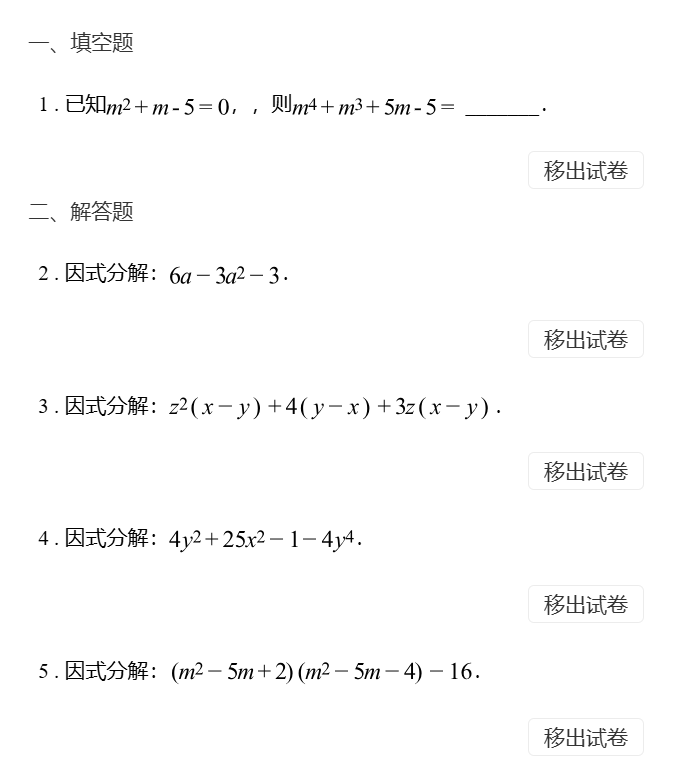 一、填空题
1 . 已知m²+m-5=0，，则m⁴+m³+5m-5= _______．
移出试卷
二、解答题
2 . 因式分解：6a−3a²−3．
移出试卷
3 . 因式分解：z²(x−y)+4(y−x)+3z(x−y)．
移出试卷
4 . 因式分解：4y²+25x²−1−4y⁴．
移出试卷
5 . 因式分解：(m²−5m+2)(m²−5m−4)−16．
移出试卷